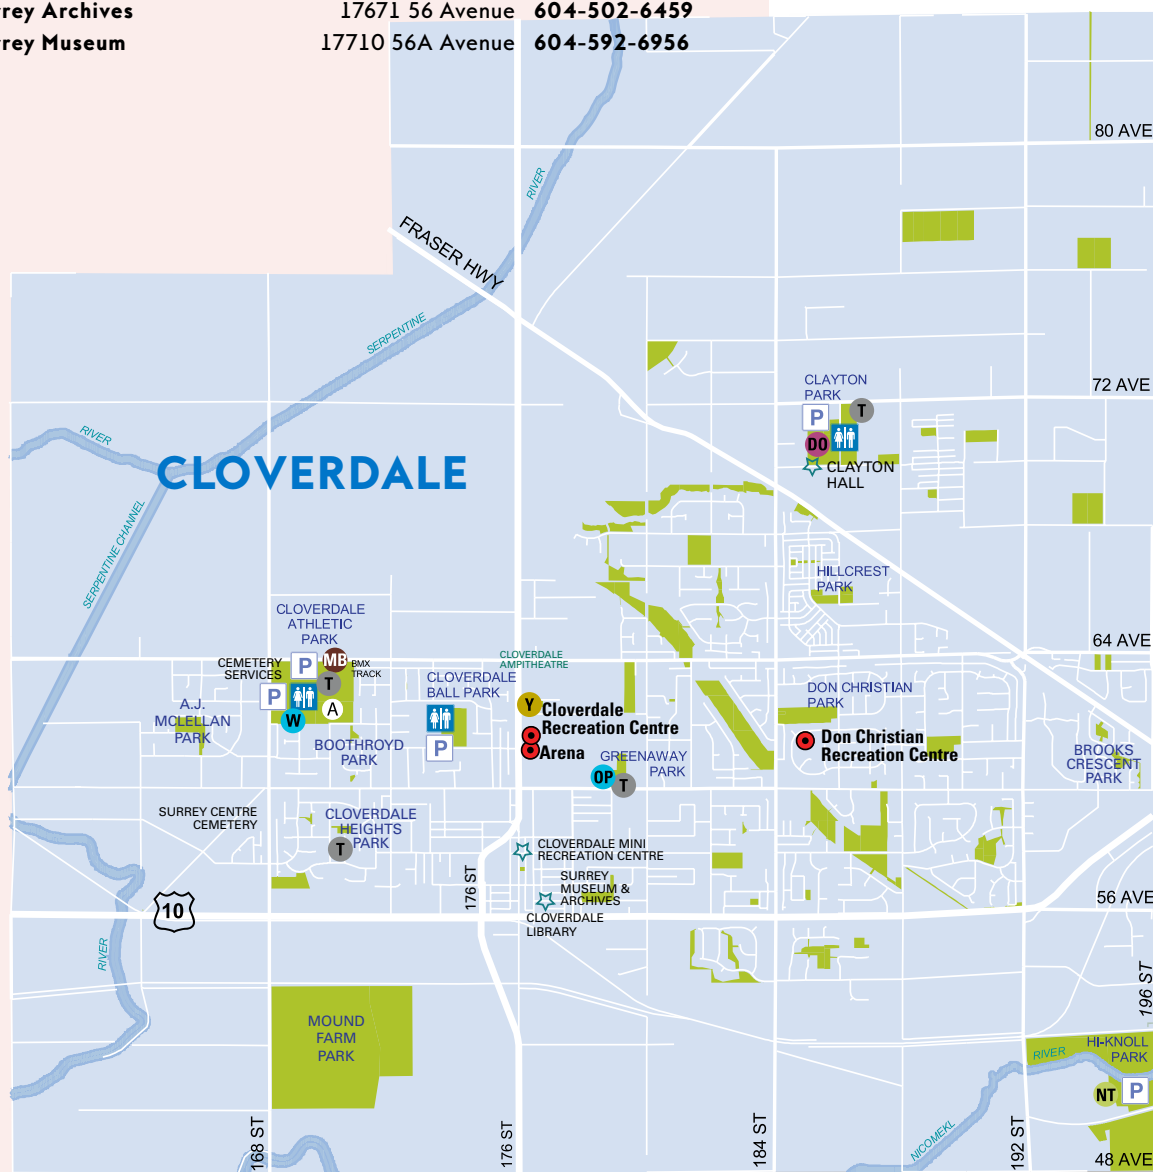 rrey Archives 17671 56 Avenue 604-502-6459
rrey Museum 17710 56A Avenue 604-592-6956
80 AVE
RIVER
FRASER HWY
SERPENTINE
72 AVE
CLAYTON
PARK
P
T
DO
CLAYTON
HALL
RIVER
CLOVERDALE
SERPENTINE CHANNEL
HILLCREST
PARK
CLOVERDALE
ATHLETIC
PARK
64 AVE
CEMETERY
SERVICES
P
MB
BMX
TRACK
T
P
W
A
CLOVERDALE
AMPITHEATRE
CLOVERDALE
BALL PARK
P
A.J.
MCLELLAN
PARK
BOOTHROYD
PARK
Y
Cloverdale
Recreation Centre
Arena
GREENAWAY
PARK
OP
T
DON CHRISTIAN
PARK
Don Christian
Recreation Centre
BROOKS
CRESCENT
PARK
SURREY CENTRE
CEMETERY
CLOVERDALE
HEIGHTS
PARK
T
CLOVERDALE MINI
RECREATION CENTRE
176 ST
SURREY
MUSEUM &
ARCHIVES
CLOVERDALE
LIBRARY
56 AVE
10
RIVER
196 ST
MOUND
FARM
PARK
HI-KNOLL
PARK
RIVER
NT
P
NICOMEKL
168 ST
176 ST
184 ST
192 ST
48 AVE